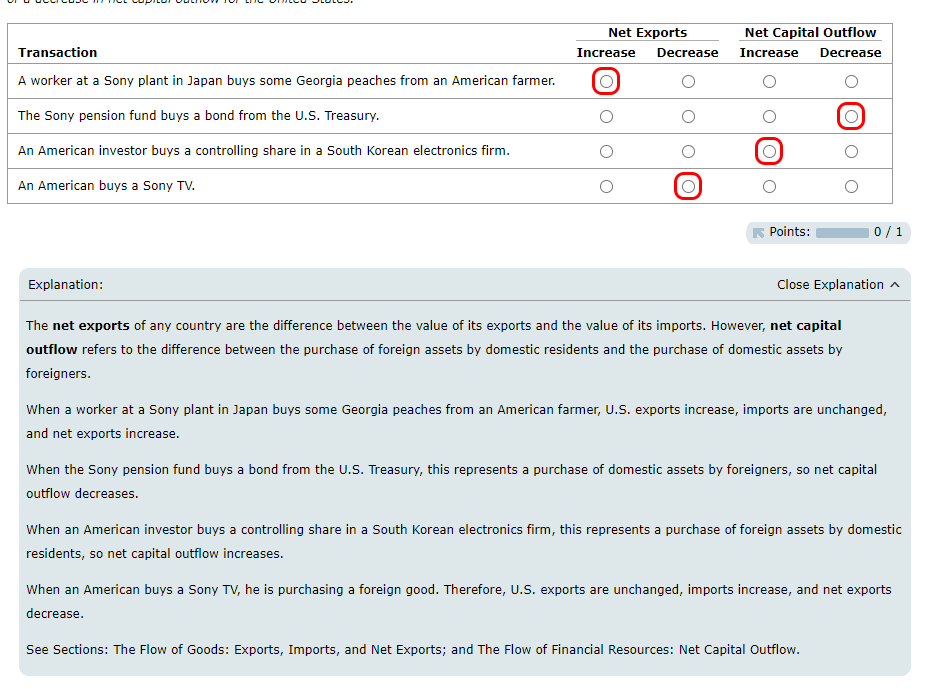 or a decrease in net capital outflow for the United States.
Net Exports Net Capital Outflow
Transaction Increase Decrease Increase Decrease
A worker at a Sony plant in Japan buys some Georgia peaches from an American farmer.
The Sony pension fund buys a bond from the U.S. Treasury.
An American investor buys a controlling share in a South Korean electronics firm.
An American buys a Sony TV.
Points: 0 / 1
Explanation: Close Explanation
The net exports of any country are the difference between the value of its exports and the value of its imports. However, net capital
outflow refers to the difference between the purchase of foreign assets by domestic residents and the purchase of domestic assets by
foreigners.
When a worker at a Sony plant in Japan buys some Georgia peaches from an American farmer, U.S. exports increase, imports are unchanged,
and net exports increase.
When the Sony pension fund buys a bond from the U.S. Treasury, this represents a purchase of domestic assets by foreigners, so net capital
outflow decreases.
When an American investor buys a controlling share in a South Korean electronics firm, this represents a purchase of foreign assets by domestic
residents, so net capital outflow increases.
When an American buys a Sony TV, he is purchasing a foreign good. Therefore, U.S. exports are unchanged, imports increase, and net exports
decrease.
See Sections: The Flow of Goods: Exports, Imports, and Net Exports; and The Flow of Financial Resources: Net Capital Outflow.